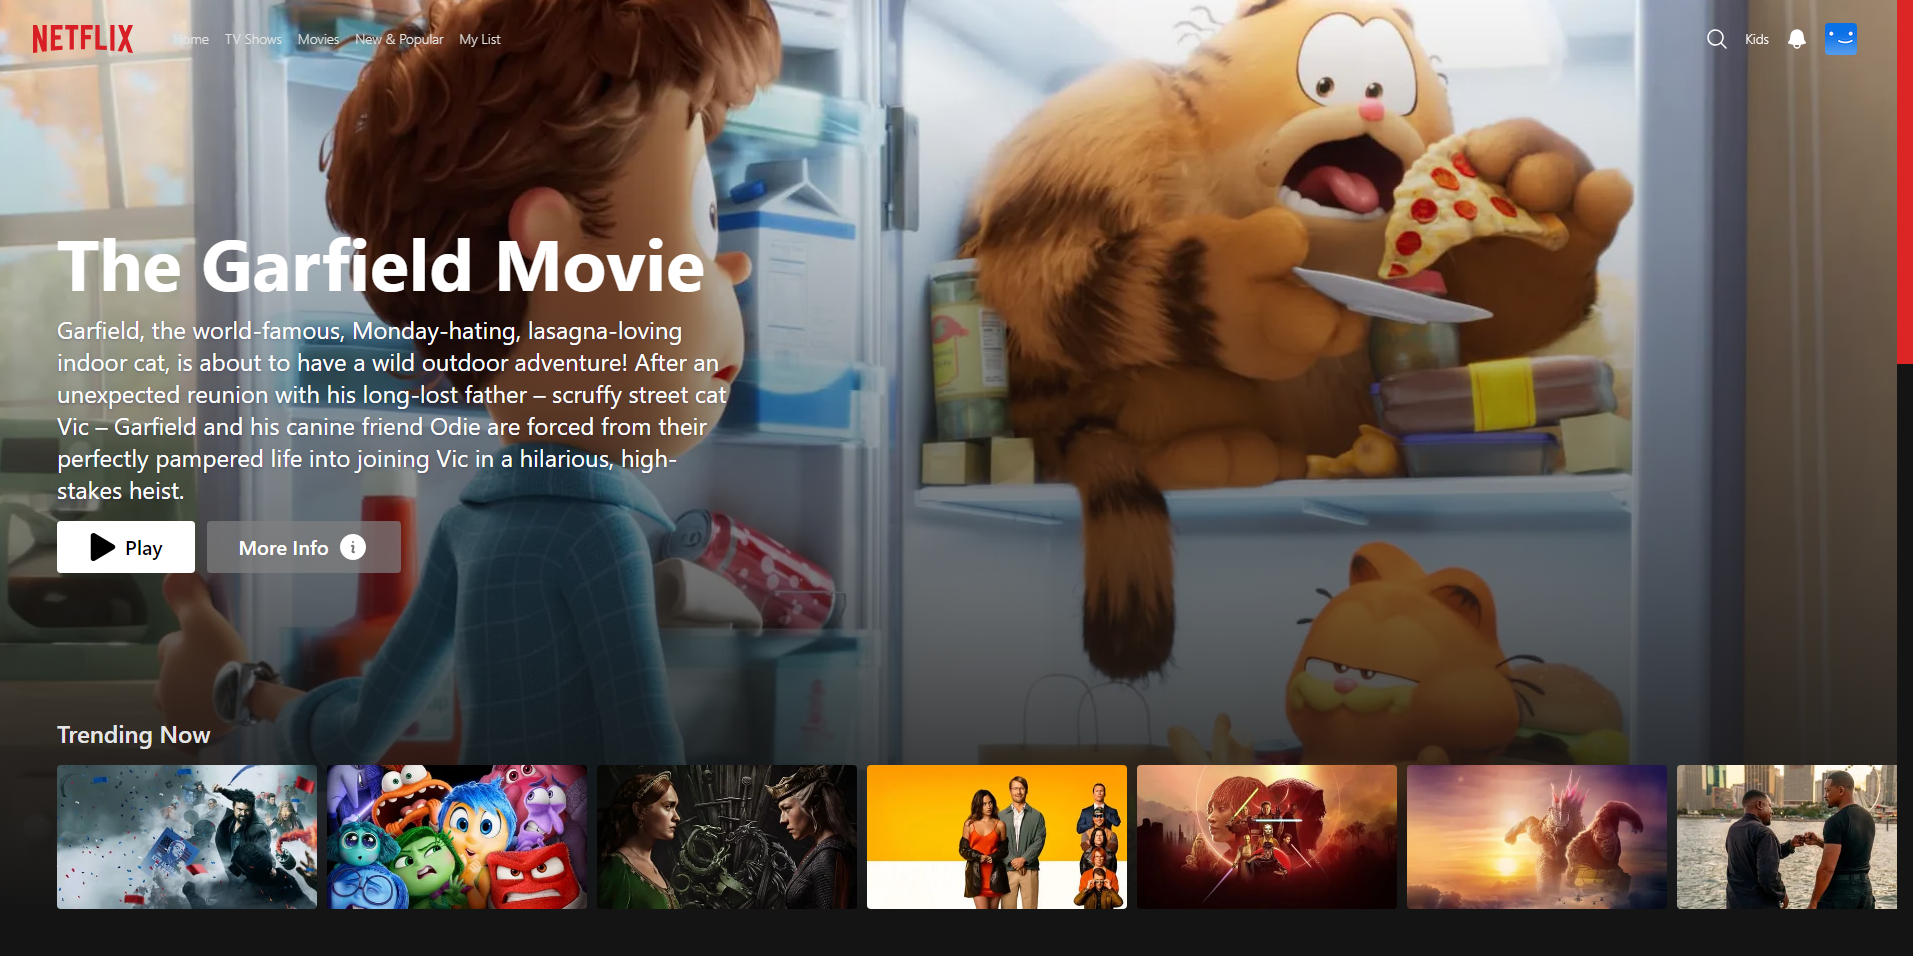 NETFLIX
Home TV Shows Movies New & Popular My List
Kids
The Garfield Movie
Garfield, the world-famous, Monday-hating, lasagna-loving
indoor cat, is about to have a wild outdoor adventure! After an
unexpected reunion with his long-lost father – scruffy street cat
Vic – Garfield and his canine friend Odie are forced from their
perfectly pampered life into joining Vic in a hilarious, high-
stakes heist.
Play
More Info i
Trending Now